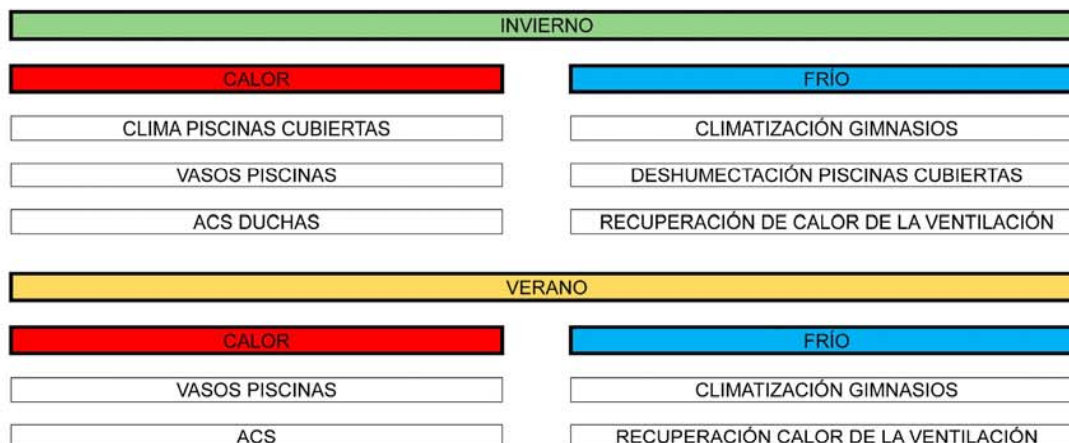 INVIERNO
CALOR
FRÍO
CLIMA PISCINAS CUBIERTAS
CLIMATIZACIÓN GIMNASIOS
VASOS PISCINAS
DESHUMECTACIÓN PISCINAS CUBIERTAS
ACS DUCHAS
RECUPERACIÓN DE CALOR DE LA VENTILACIÓN
VERANO
CALOR
FRÍO
VASOS PISCINAS
CLIMATIZACIÓN GIMNASIOS
ACS
RECUPERACIÓN CALOR DE LA VENTILACIÓN